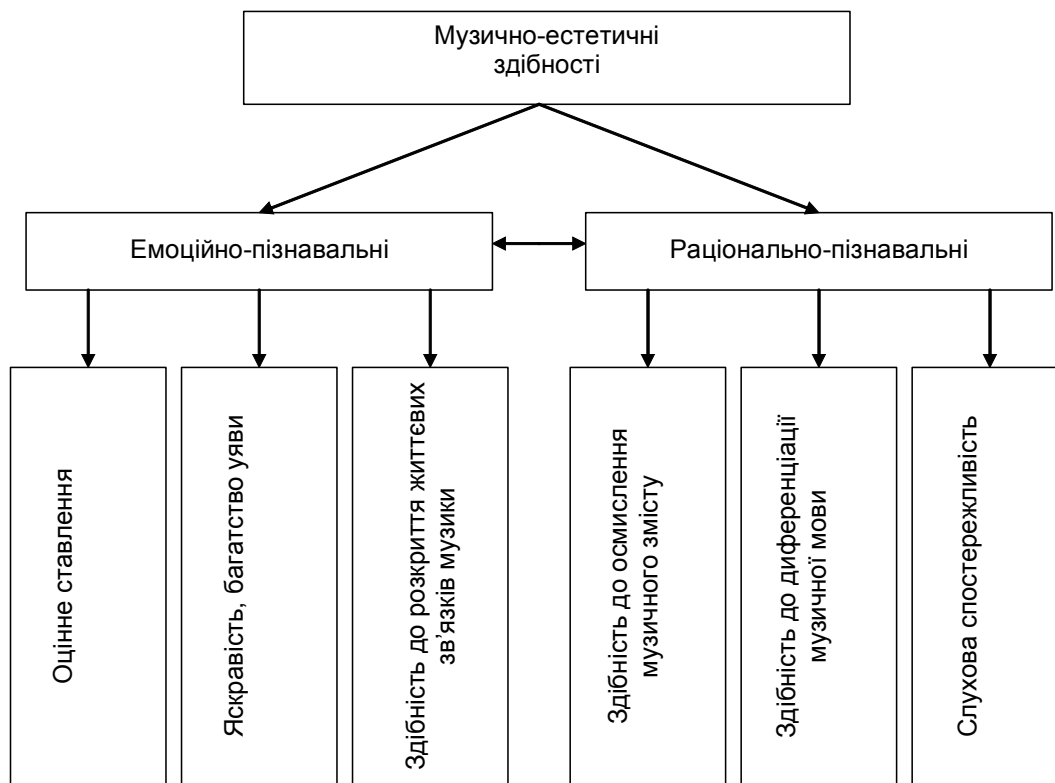 Музично-естетичні
здібності
Емоційно-пізнавальні
Раціонально-пізнавальні
Оцінне ставлення
Яскравість, багатство уяви
Здібність до розкриття життєвих
зв’язків музики
Здібність до осмислення
музичного змісту
Здібність до диференціації
музичної мови
Слухова спостережливість